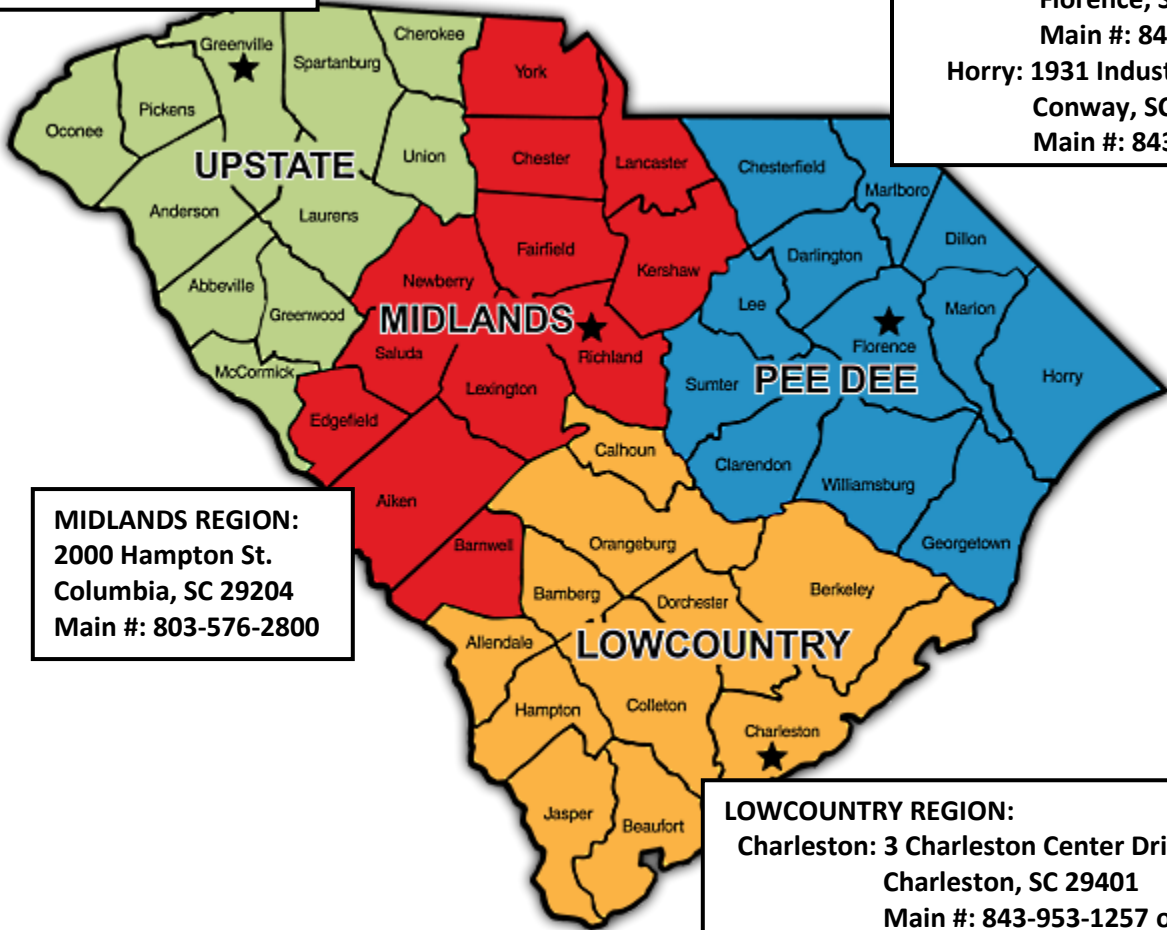 Florence, S
Main #: 84
Horry: 1931 Indust
Conway, SC
Main #: 843
Greenville
Cherokee
Spartanburg
York
Pickens
Oconee
UPSTATE
Union
Chester
Lancaster
Chesterfield
Marlboro
Anderson
Laurens
Fairfield
Kershaw
Darlington
Dillon
Abbeville
Greenwood
Newberry
MIDLANDS
Richland
Lee
Florence
Marion
McCormick
Saluda
Lexington
Sumter
PEE DEE
Horry
Edgefield
Calhoun
Clarendon
Williamsburg
Aiken
Barnwell
Orangeburg
Georgetown
MIDLANDS REGION:
2000 Hampton St.
Columbia, SC 29204
Main #: 803-576-2800
Bamberg
Dorchester
Berkeley
Allendale
LOWCOUNTRY
Hampton
Colleton
Charleston
Jasper
Beaufort
LOWCOUNTRY REGION:
Charleston: 3 Charleston Center Dri
Charleston, SC 29401
Main #: 843-953-1257 o